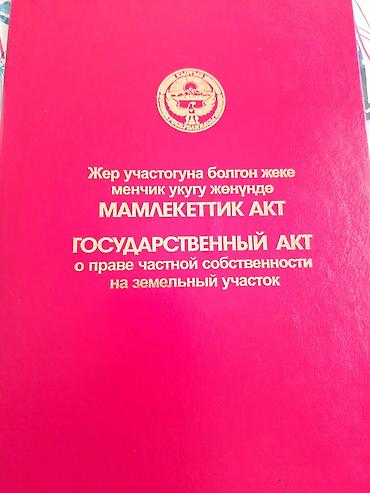 Жер участогуна болгон жеке
менчик укугу жөнүндө
МАМЛЕКЕТТИК АКТ
ГОСУДАРСТВЕННЫЙ АКТ
о праве частной собственности
на земельный участок